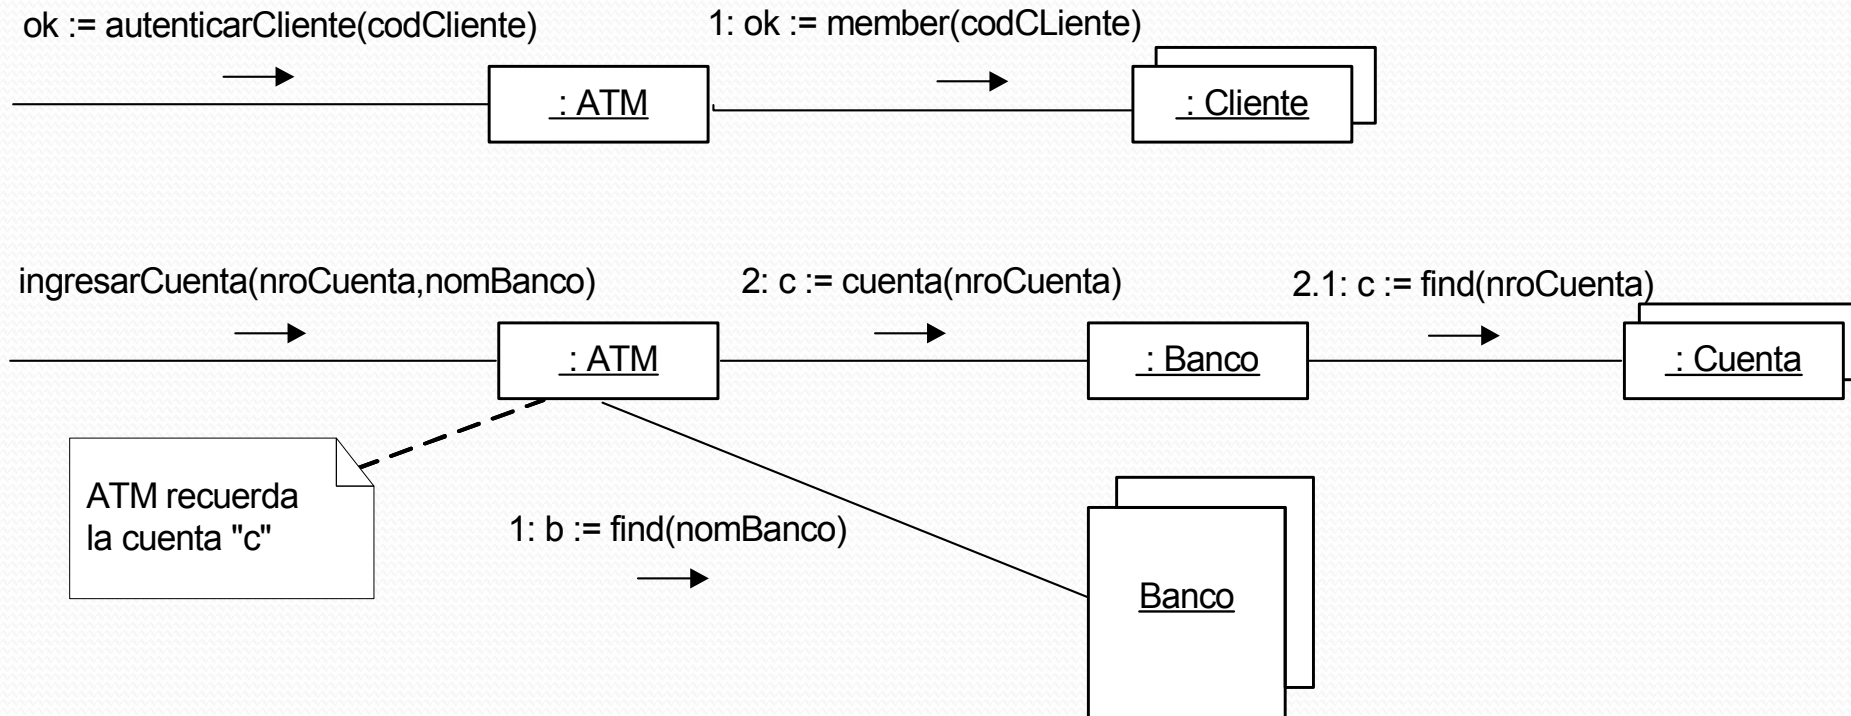 ok := autenticarCliente(codCliente)
1: ok := member(codCLiente)
: ATM
: Cliente
ingresarCuenta(nroCuenta,nomBanco)
2: c := cuenta(nroCuenta)
2.1: c := find(nroCuenta)
: ATM
: Banco
: Cuenta
ATM recuerda
la cuenta "c"
1: b := find(nomBanco)
Banco